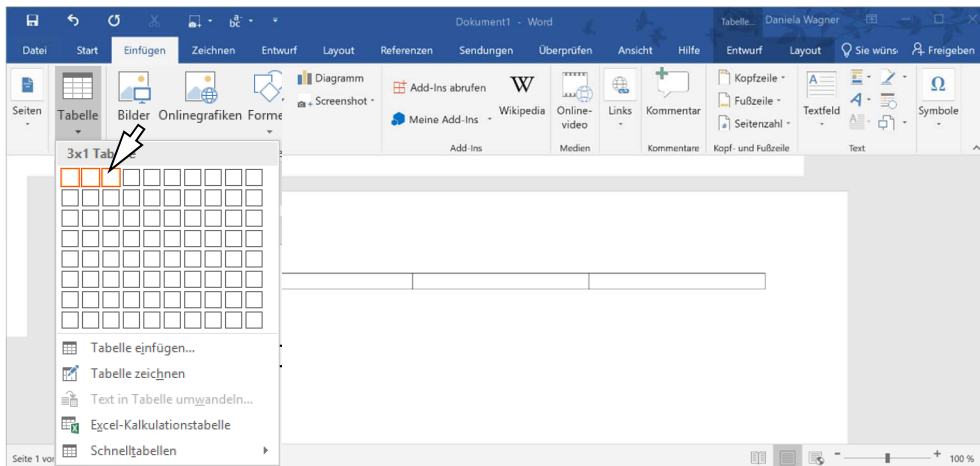 Dokument1 - Word
Tabelle...
Daniela Wagner
Datei
Start
Einfügen
Zeichnen
Entwurf
Layout
Referenzen
Sendungen
Überprüfen
Ansicht
Hilfe
Entwurf
Layout
Sie wüns
Freigeben
Seiten
Tabelle
Bilder
Onlinegrafiken
Forme
Diagramm
Screenshot
Add-Ins abrufen
Meine Add-Ins
Wikipedia
Online-
video
Links
Kommentar
Kopfzeile
Fußzeile
Seitenzahl
Textfeld
Symbole
Add-Ins
Medien
Kommentare
Kopf- und Fußzeile
Text
3x1
Tabelle einfügen...
Tabelle zeichnen
Text in Tabelle umwandeln...
Excel-Kalkulationstabelle
Schnelltabellen
Seite 1 vor
100 %